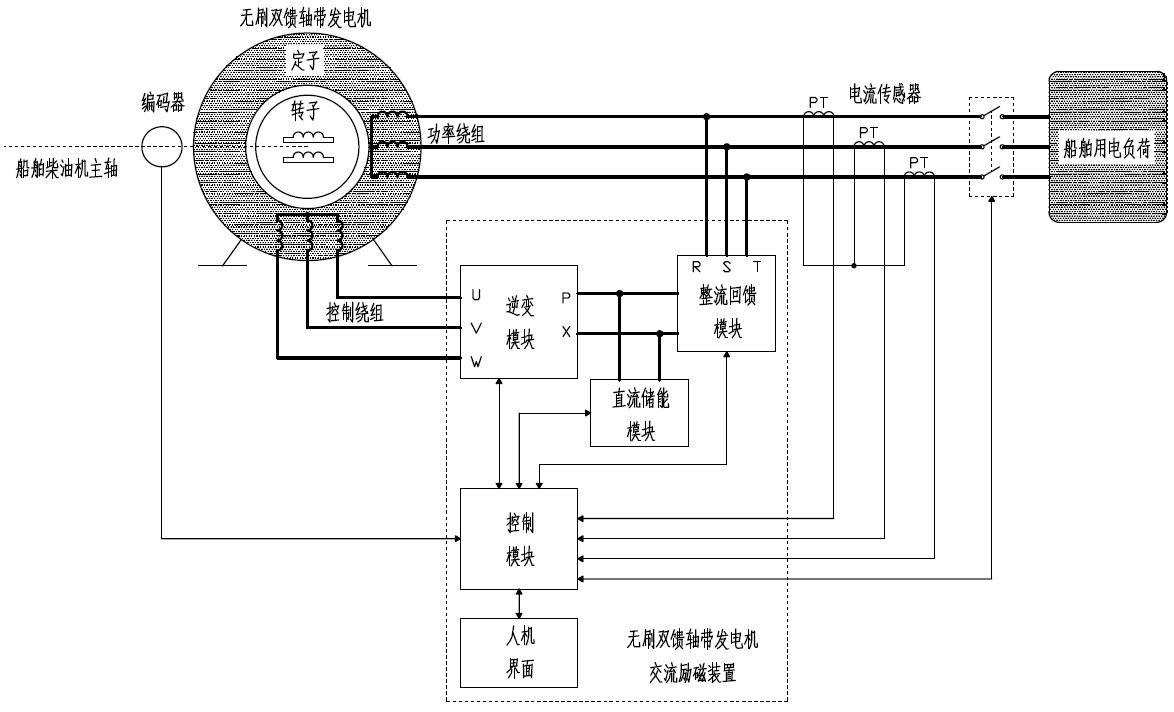 无刷双馈轴带发电机
定子
编码器
转子
PT
电流传感器
功率绕组
PT
船舶用电负荷
船舶柴油机主轴
PT
R S T
整流回馈
模块
U
V
W
逆变
模块
P
X
控制绕组
直流储能
模块
控制
模块
人机
界面
无刷双馈轴带发电机
交流励磁装置